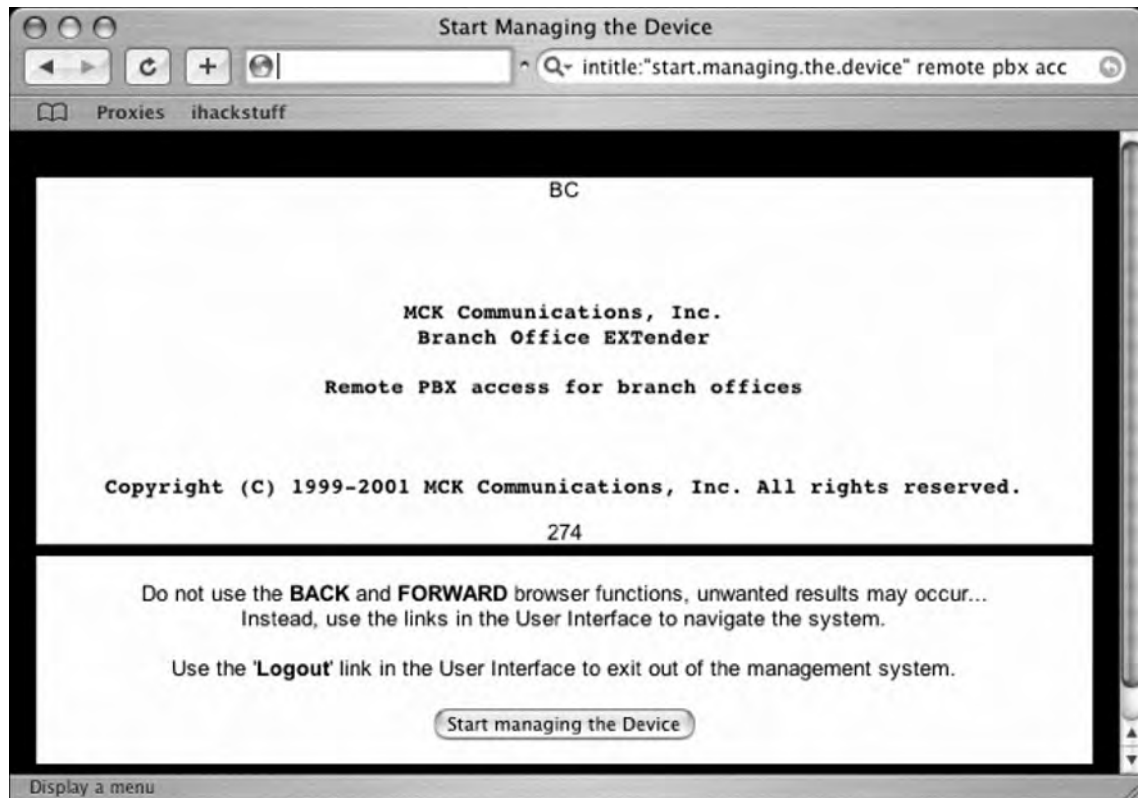 Start Managing the Device
intitle:"start.managing.the.device" remote pbx acc
Proxies ihackstuff
BC
MCK Communications, Inc.
Branch Office EXTender
Remote PBX access for branch offices
Copyright (C) 1999-2001 MCK Communications, Inc. All rights reserved.
274
Do not use the BACK and FORWARD browser functions, unwanted results may occur...
Instead, use the links in the User Interface to navigate the system.
Use the 'Logout' link in the User Interface to exit out of the management system.
Start managing the Device
Display a menu